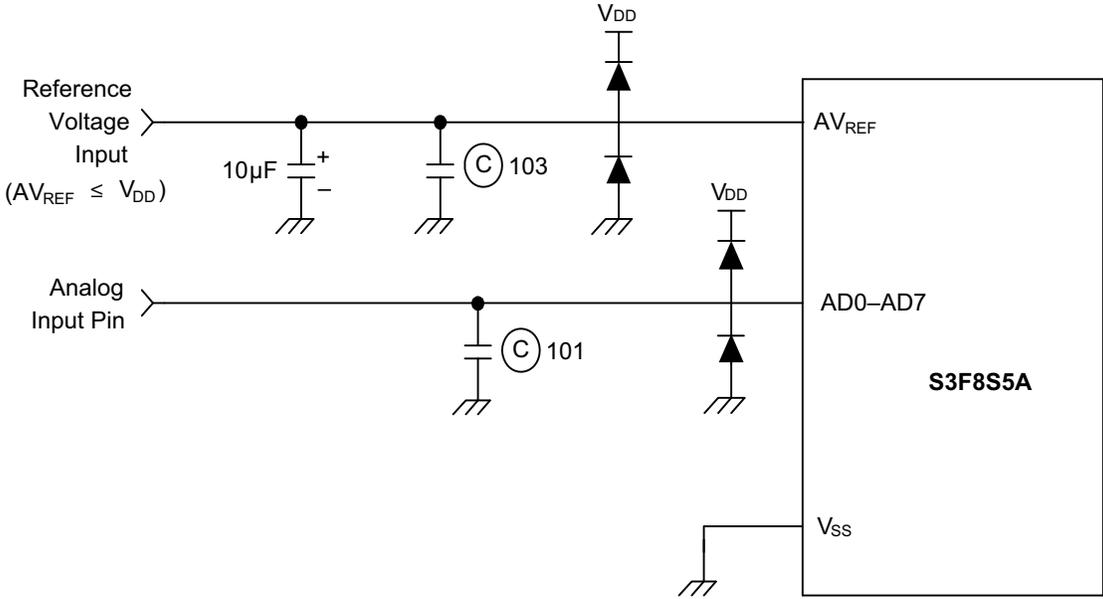 VDD
Reference
Voltage
Input
(AVREF ≤ VDD)
AVREF
10µF
+
–
C 103
VDD
Analog
Input Pin
AD0–AD7
C 101
S3F8S5A
VSS